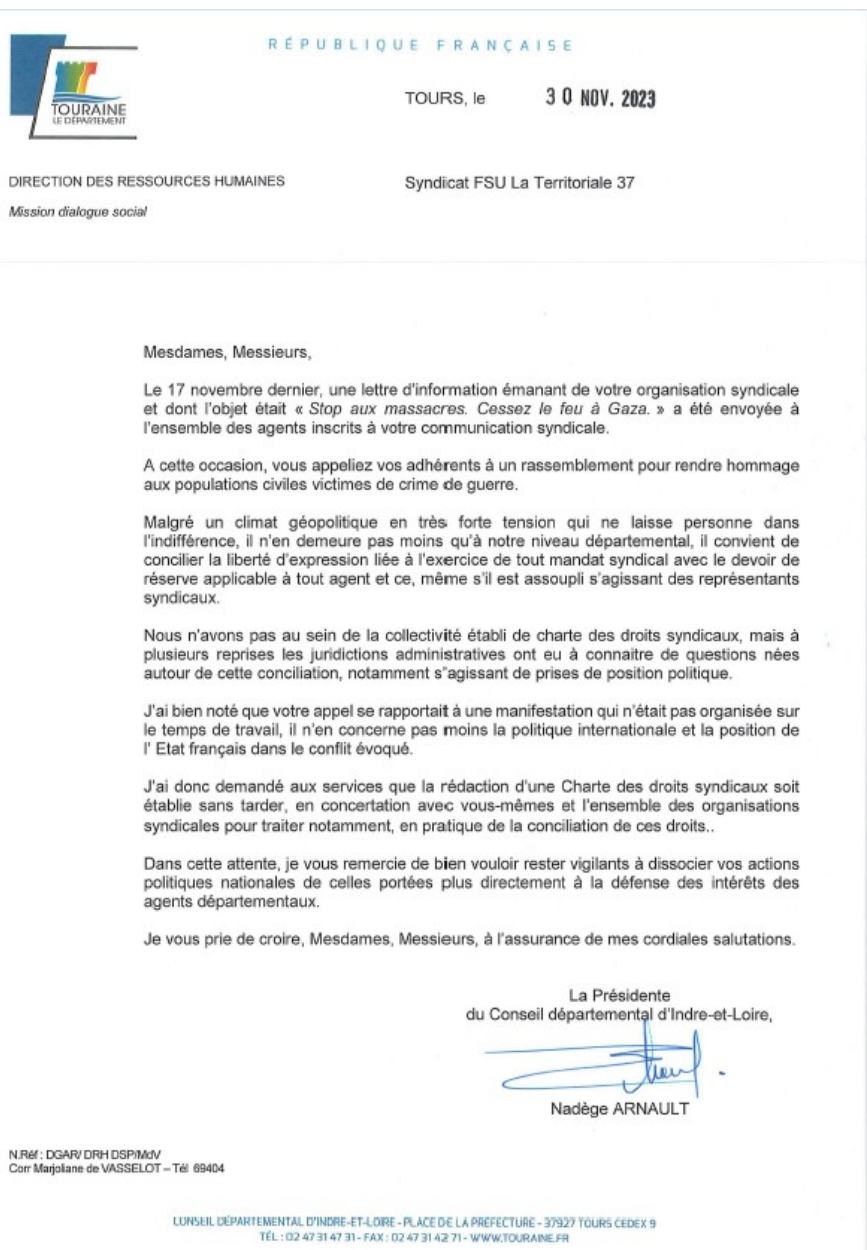 RÉPUBLIQUE FRANÇAISE
TOURAINE
LE DÉPARTEMENT
TOURS, le 30 NOV. 2023
DIRECTION DES RESSOURCES HUMAINES
Syndicat FSU La Territoriale 37
Mission dialogue social
Mesdames, Messieurs,
Le 17 novembre dernier, une lettre d'information émanant de votre organisation syndicale
et dont l'objet était « Stop aux massacres. Cessez le feu à Gaza. » a été envoyée à
l'ensemble des agents inscrits à votre communication syndicale.
A cette occasion, vous appeliez vos adhérents à un rassemblement pour rendre hommage
aux populations civiles victimes de crime de guerre.
Malgré un climat géopolitique en très forte tension qui ne laisse personne dans
l'indifférence, il n'en demeure pas moins qu'à notre niveau départemental, il convient de
concilier la liberté d'expression liée à l'exercice de tout mandat syndical avec le devoir de
réserve applicable à tout agent et ce, même s'il est assoupli s'agissant des représentants
syndicaux.
Nous n'avons pas au sein de la collectivité établi de charte des droits syndicaux, mais à
plusieurs reprises les juridictions administratives ont eu à connaitre de questions nées
autour de cette conciliation, notamment s"agissant de prises de position politique.
J'ai bien noté que votre appel se rapportait à une manifestation qui n'était pas organisée sur
le temps de travail, il n'en concerne pas moins la politique internationale et la position de
l' Etat français dans le conflit évoqué.
J'ai donc demandé aux services que la rédaction d'une Charte des droits syndicaux soit
établie sans tarder, en concertation avec vous-mêmes et l'ensemble des organisations
syndicales pour traiter notamment, en pratique de la conciliation de ces droits..
Dans cette attente, je vous remercie de bien vouloir rester vigilants à dissocier vos actions
politiques nationales de celles portées plus directement à la défense des intérêts des
agents départementaux.
Je vous prie de croire, Mesdames, Messieurs, à l'assurance de mes cordiales salutations.
La Présidente
du Conseil départemental d'Indre-et-Loire,
Nadège ARNAULT
N.Réf : DGAR/ DRH DSP/MdV
Corr Marjoliane de VASSELOT – Tél 69404
CONSEIL DÉPARTEMENTAL D'INDRE-ET-LOIRE - PLACE DE LA PRÉFECTURE - 37927 TOURS CEDEX 9
TÉL : 02 47 31 47 31 - FAX : 02 47 31 42 71 - WWW.TOURAINE.FR